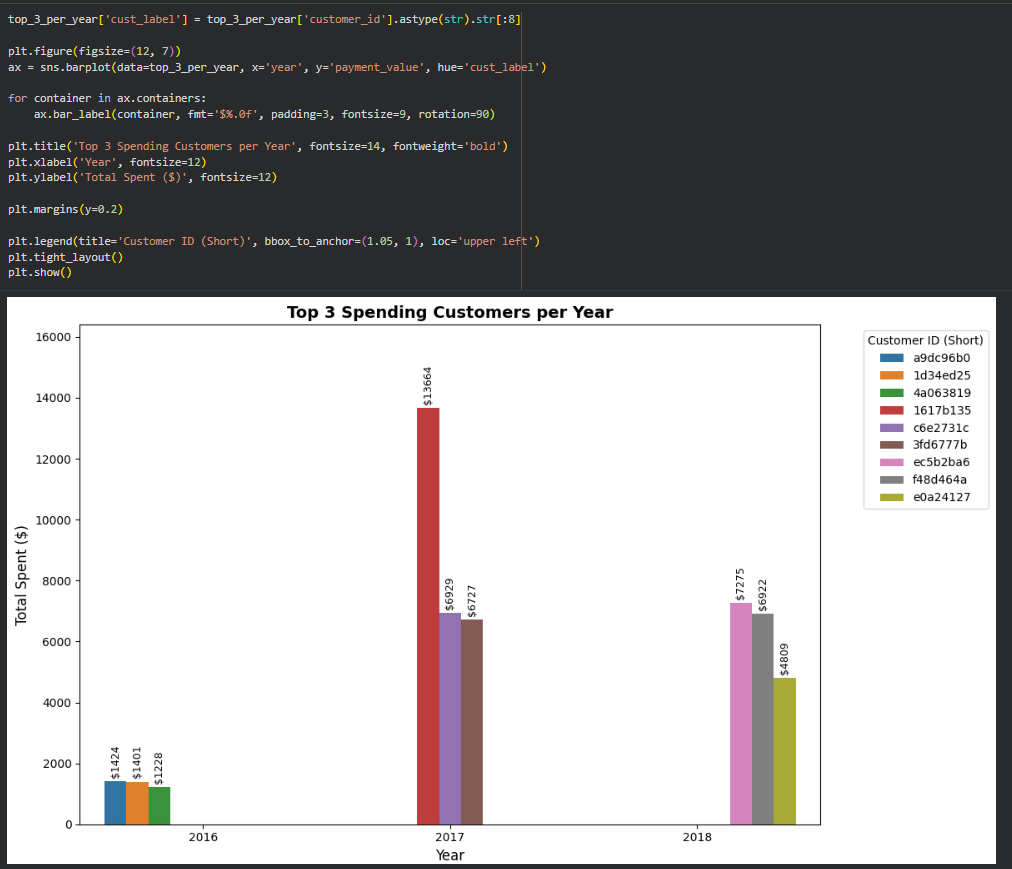 top_3_per_year['cust_label'] = top_3_per_year['customer_id'].astype(str).str[:8]
plt.figure(figsize=(12, 7))
ax = sns.barplot(data=top_3_per_year, x='year', y='payment_value', hue='cust_label')
for container in ax.containers:
    ax.bar_label(container, fmt='$%.0f', padding=3, fontsize=9, rotation=90)
plt.title('Top 3 Spending Customers per Year', fontsize=14, fontweight='bold')
plt.xlabel('Year', fontsize=12)
plt.ylabel('Total Spent ($)', fontsize=12)
plt.margins(y=0.2)
plt.legend(title='Customer ID (Short)', bbox_to_anchor=(1.05, 1), loc='upper left')
plt.tight_layout()
plt.show()
Top 3 Spending Customers per Year
Total Spent ($)
16000
14000
12000
10000
8000
6000
4000
2000
0
$1424
$1401
$1228
$13664
$6929
$6727
$7275
$6922
$4809
2016
2017
2018
Year
Customer ID (Short)
a9dc96b0
1d34ed25
4a063819
1617b135
c6e2731c
3fd6777b
ec5b2ba6
f48d464a
e0a24127